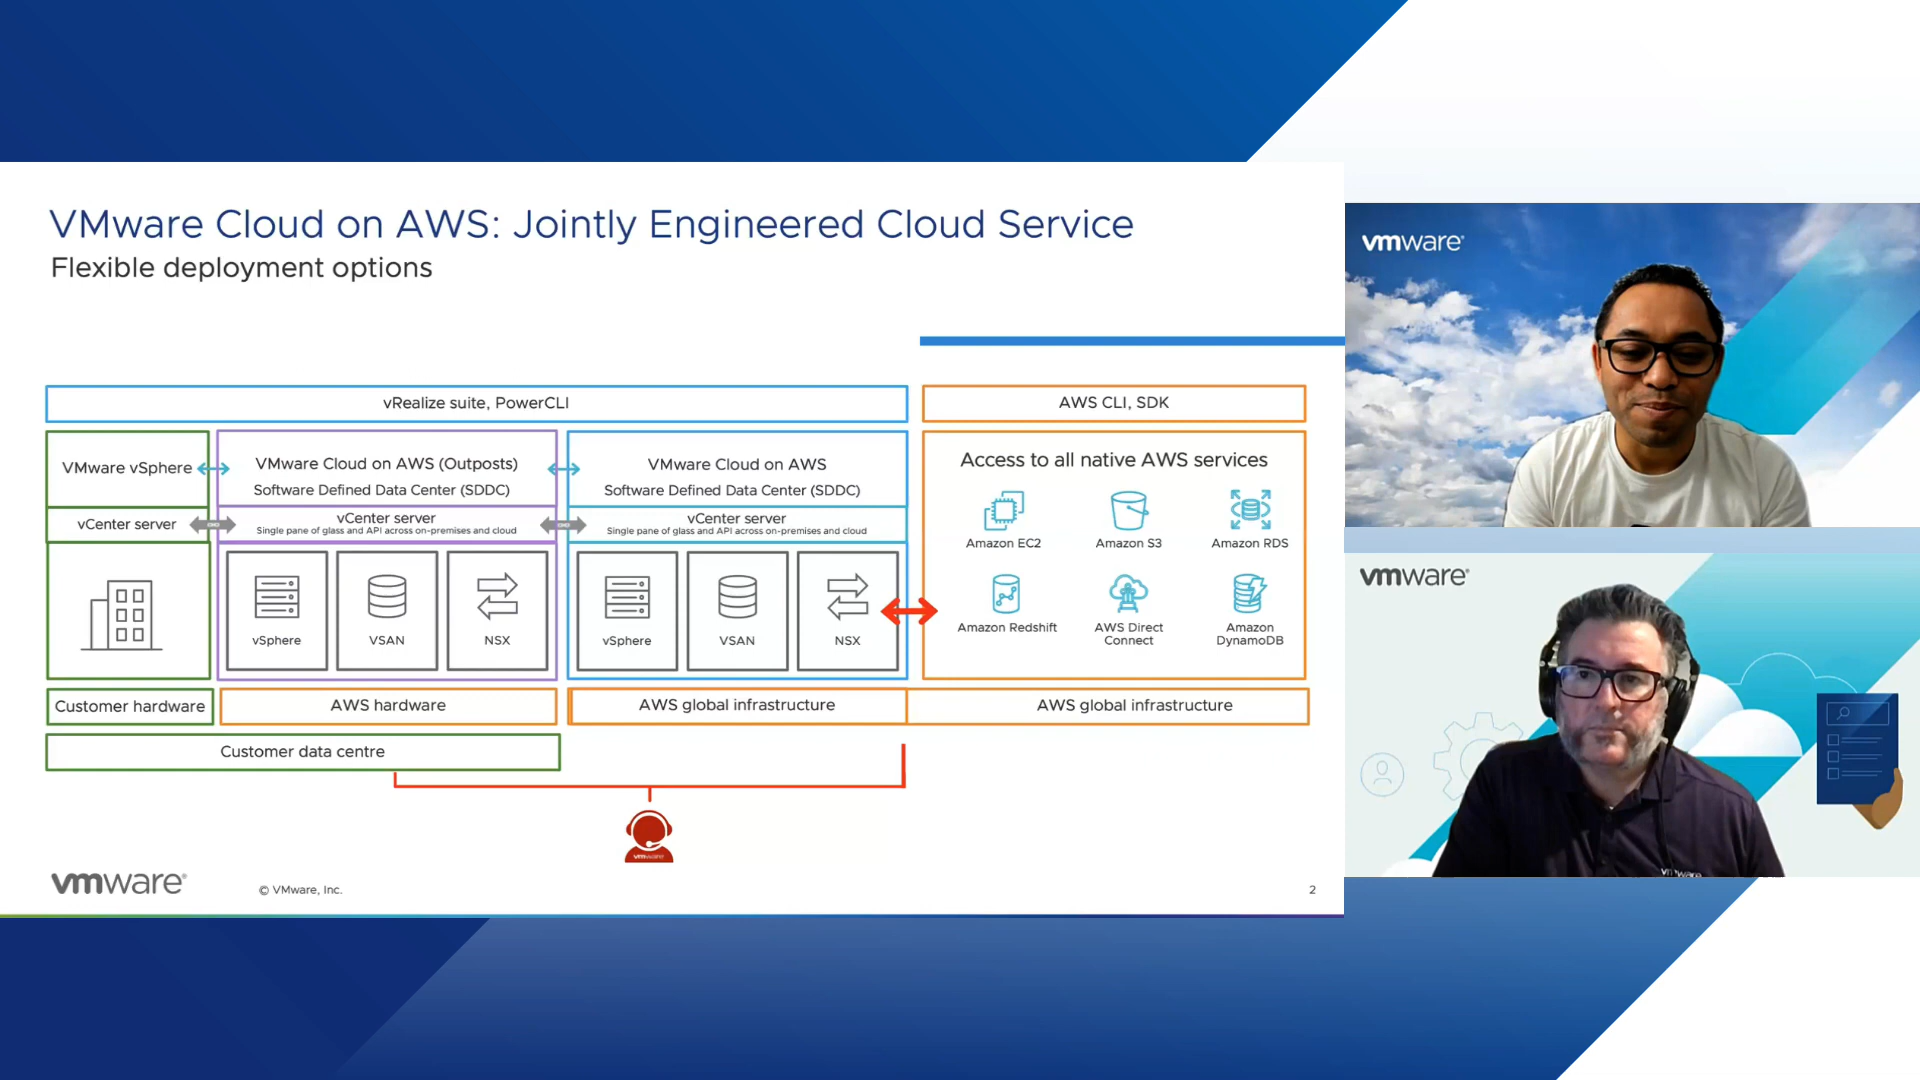 VMware Cloud on AWS: Jointly Engineered Cloud Service
Flexible deployment options
vRealize suite, PowerCLI
AWS CLI, SDK
VMware vSphere
VMware Cloud on AWS (Outposts)
Software Defined Data Center (SDDC)
VMware Cloud on AWS
Software Defined Data Center (SDDC)
Access to all native AWS services
vCenter server
vCenter server
Single pane of glass and API across on-premises and cloud
vCenter server
Single pane of glass and API across on-premises and cloud
Amazon EC2
Amazon S3
Amazon RDS
vSphere
VSAN
NSX
vSphere
VSAN
NSX
Amazon Redshift
AWS Direct
Connect
Amazon
DynamoDB
Customer hardware
AWS hardware
AWS global infrastructure
AWS global infrastructure
Customer data centre
vmware
vmware®
© VMware, Inc.
2
vmware®
vmware®
vmware